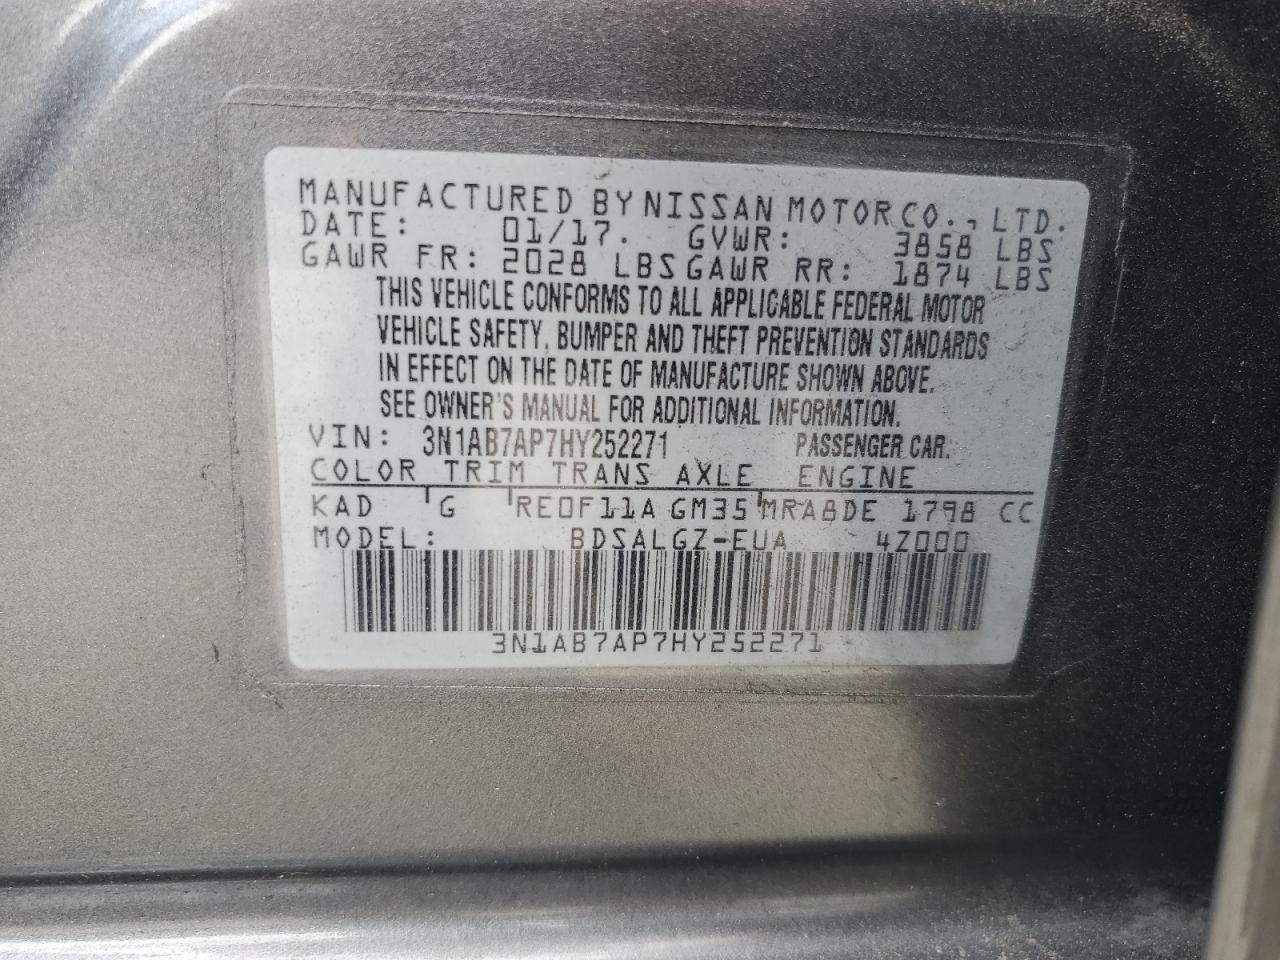 MANUFACTURED BY NISSAN MOTOR CO., LTD.
DATE: 01/17. GVWR: 3858 LBS
GAWR FR: 2028 LBS GAWR RR: 1874 LBS
THIS VEHICLE CONFORMS TO ALL APPLICABLE FEDERAL MOTOR
VEHICLE SAFETY, BUMPER AND THEFT PREVENTION STANDARDS
IN EFFECT ON THE DATE OF MANUFACTURE SHOWN ABOVE.
SEE OWNER'S MANUAL FOR ADDITIONAL INFORMATION.
VIN: 3N1AB7AP7HY252271 PASSENGER CAR.
COLOR TRIM TRANS AXLE ENGINE
KAD G RE0F11A GM35 MRA8DE 1798 CC
MODEL: BDSALGZ-EUA 4Z000
3N1AB7AP7HY252271